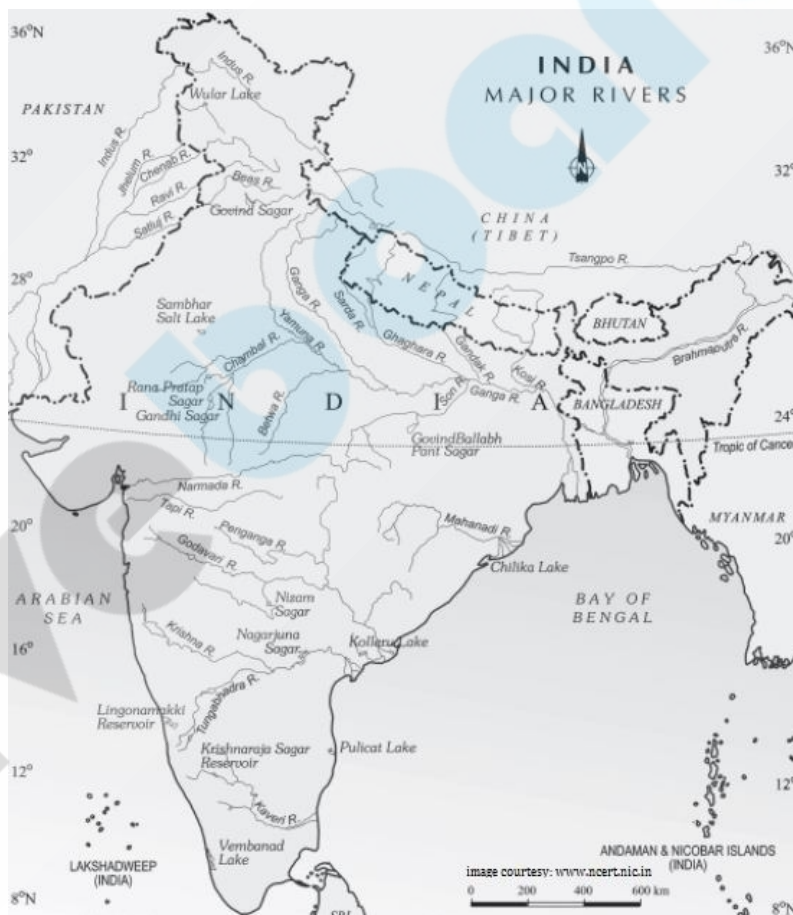 36°N
36°N
INDIA
MAJOR RIVERS
N
Indus R.
Wular Lake
PAKISTAN
Indus R.
Jhelum R.
Chenab R.
32°
32°
Beas R.
Ravi R.
Govind Sagar
Satluj R.
CHINA
(TIBET)
Tsangpo R.
28°
28°
NEPAL
Ganga R.
Sarda R.
Sambhar
Salt Lake
BHUTAN
Yamuna R.
Ghaghara R.
Chambal R.
Brahmaputra R.
Gandak R.
Kosi R.
Rana Pratap
Sagar
Gandhi Sagar
Son R.
Ganga R.
INDIA
BANGLADESH
Betwa R.
24°
24°
Govind Ballabh
Pant Sagar
Tropic of Cance
Narmada R.
Tapi R.
20°
20°
Mahanadi R.
MYANMAR
Penganga R.
Godavari R.
Chilika Lake
ARABIAN
SEA
Nizam
Sagar
BAY OF
BENGAL
16°
16°
Krishna R.
Nagarjuna
Sagar
Kolleru Lake
Tungabhadra R.
Lingonamakki
Reservoir
Krishnaraja Sagar
Reservoir
Pulicat Lake
12°
12°
Kaveri R.
Vembanad
Lake
LAKSHADWEEP
(INDIA)
ANDAMAN & NICOBAR ISLANDS
(INDIA)
image courtesy: www.ncert.nic.in
0 200 400 600 km
8°N
8°N
SRI